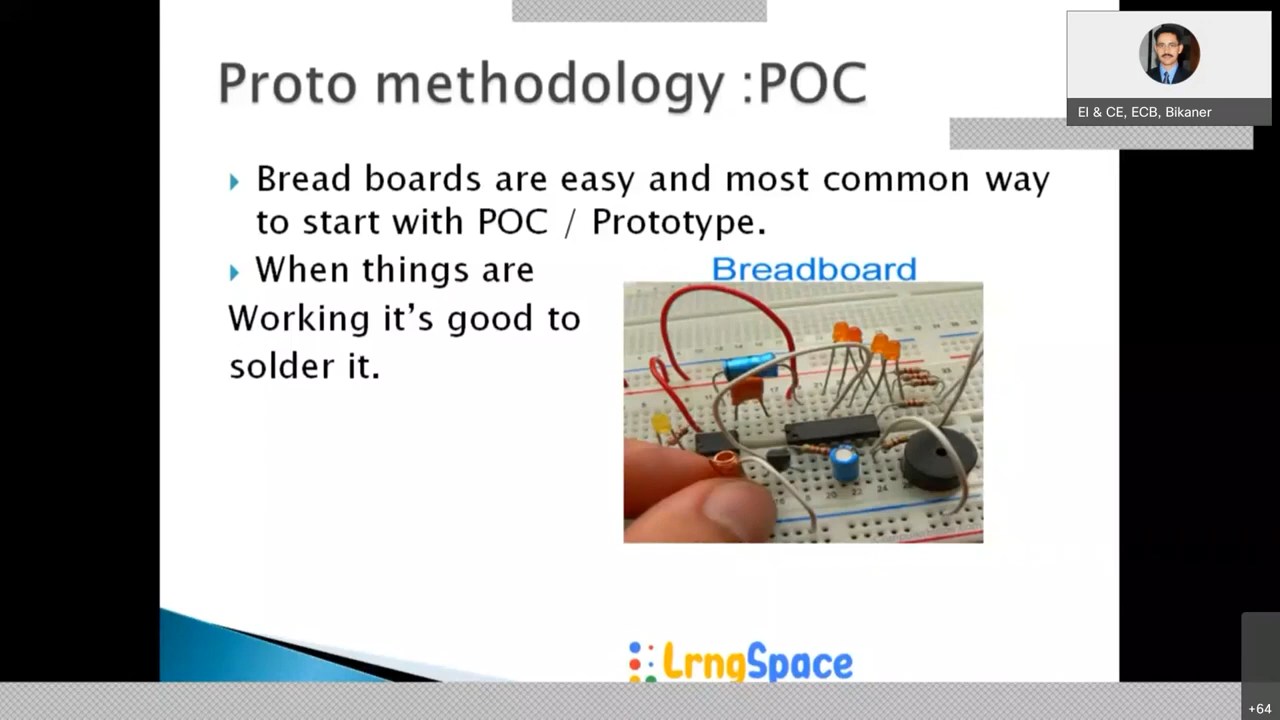 Proto methodology :POC
EI & CE, ECB, Bikaner
Bread boards are easy and most common way
to start with POC / Prototype.
When things are
Working it's good to
solder it.
Breadboard
LrngSpace
+64